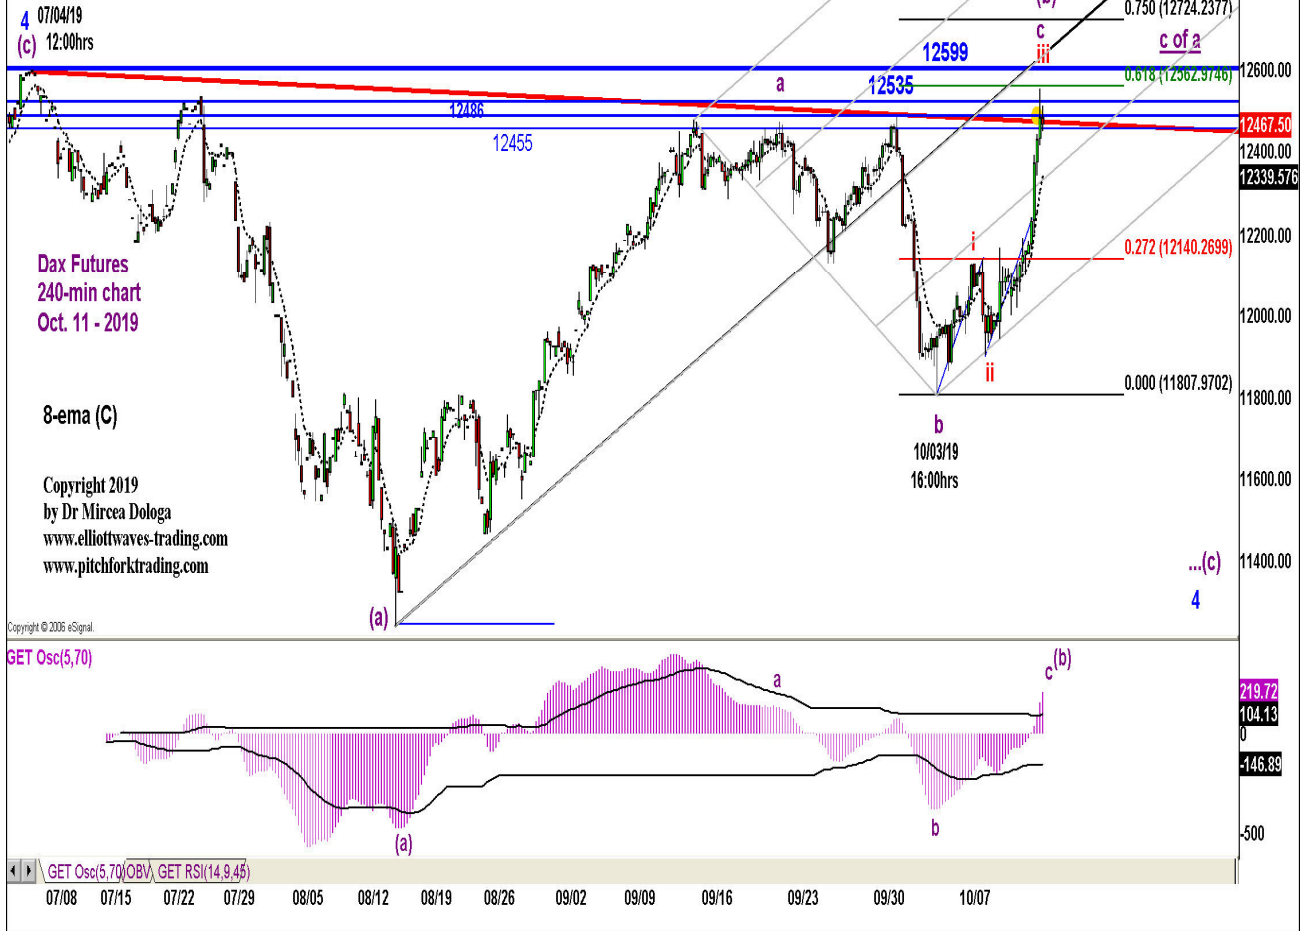 4 07/04/19
(c) 12:00hrs
(b)
0.750 (12724.2377)
c
c of a
iii
12599
0.618 (12562.9746)
12600.00
a
12535
12486
12455
12467.50
12400.00
12339.576
Dax Futures
240-min chart
Oct. 11 - 2019
i
0.272 (12140.2699)
12200.00
12000.00
ii
0.000 (11807.9702)
11800.00
8-ema (C)
b
10/03/19
16:00hrs
11600.00
Copyright 2019
by Dr Mircea Dologa
www.elliottwaves-trading.com
www.pitchforktrading.com
...(c)
11400.00
4
(a)
Copyright © 2006 eSignal.
GET Osc(5,70)
a
c(b)
219.72
104.13
0
-146.89
b
(a)
-500
GET Osc(5,70) OBV GET RSI(14,9,45)
07/08 07/15 07/22 07/29 08/05 08/12 08/19 08/26 09/02 09/09 09/16 09/23 09/30 10/07